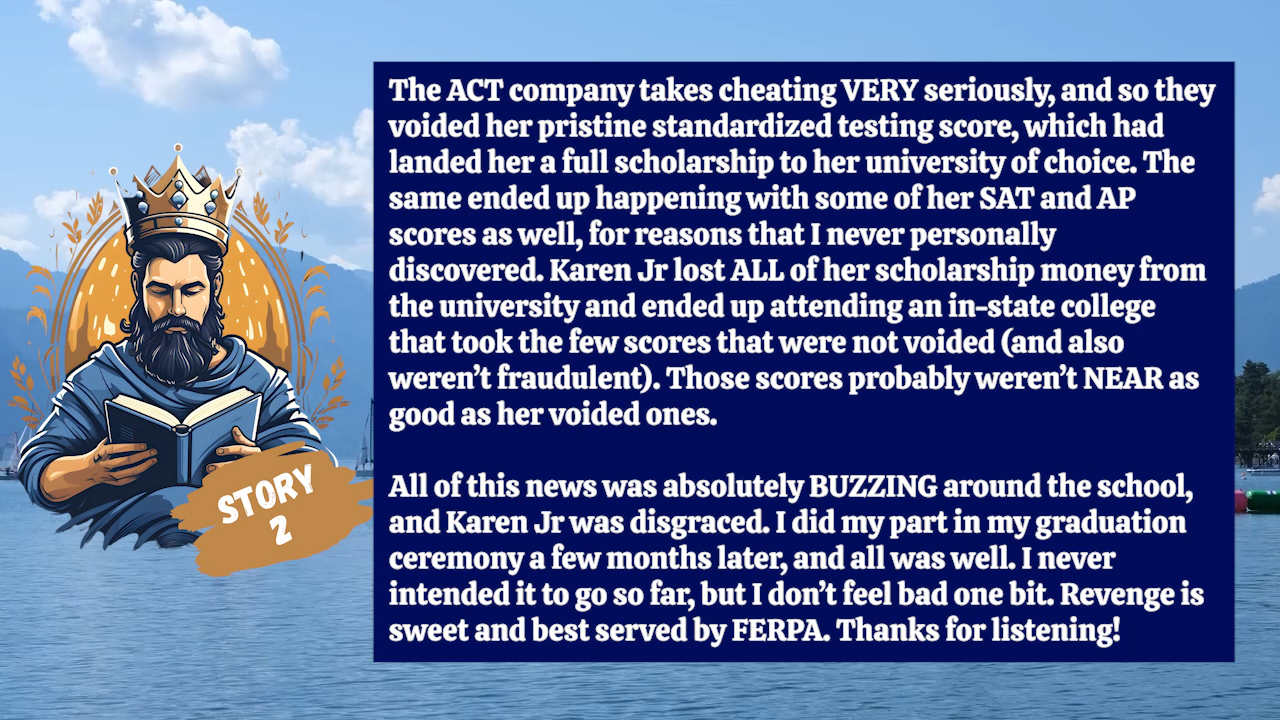 The ACT company takes cheating VERY seriously, and so they
voided her pristine standardized testing score, which had
landed her a full scholarship to her university of choice. The
same ended up happening with some of her SAT and AP
scores as well, for reasons that I never personally
discovered. Karen Jr lost ALL of her scholarship money from
the university and ended up attending an in-state college
that took the few scores that were not voided (and also
weren’t fraudulent). Those scores probably weren’t NEAR as
good as her voided ones.
All of this news was absolutely BUZZING around the school,
and Karen Jr was disgraced. I did my part in my graduation
ceremony a few months later, and all was well. I never
intended it to go so far, but I don’t feel bad one bit. Revenge is
sweet and best served by FERPA. Thanks for listening!
STORY
2